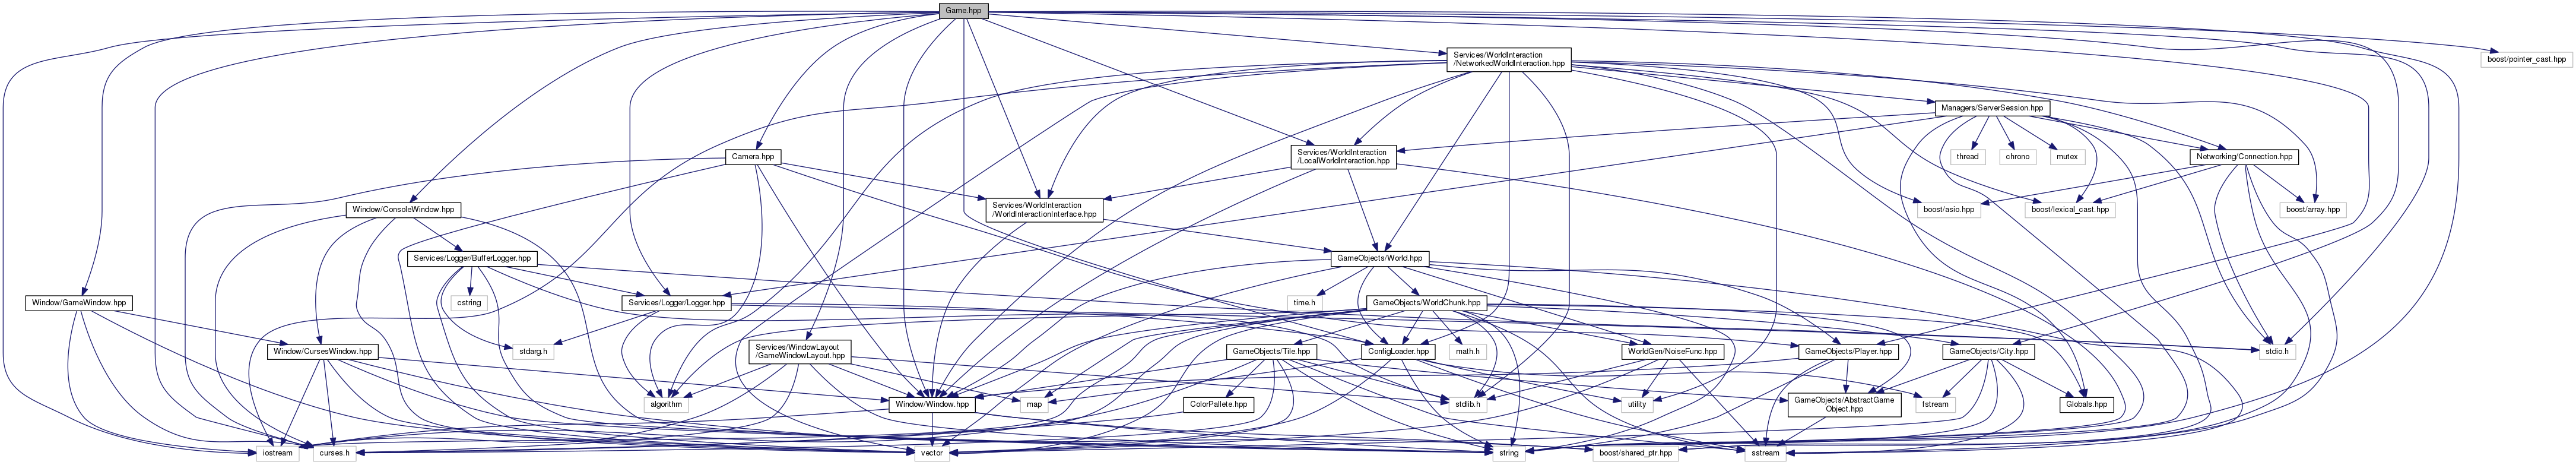 Game.hpp
Services/WorldInteraction
/NetworkedWorldInteraction.hpp
boost/pointer_cast.hpp
Managers/ServerSession.hpp
Camera.hpp
Services/WorldInteraction
/LocalWorldInteraction.hpp
thread
chrono
mutex
Networking/Connection.hpp
Window/ConsoleWindow.hpp
Services/WorldInteraction
/WorldInteractionInterface.hpp
boost/asio.hpp
boost/lexical_cast.hpp
boost/array.hpp
Services/Logger/BufferLogger.hpp
GameObjects/World.hpp
Window/GameWindow.hpp
cstring
Services/Logger/Logger.hpp
time.h
GameObjects/WorldChunk.hpp
Window/CursesWindow.hpp
stdarg.h
Services/WindowLayout
/GameWindowLayout.hpp
GameObjects/Tile.hpp
ConfigLoader.hpp
math.h
WorldGen/NoiseFunc.hpp
GameObjects/Player.hpp
GameObjects/City.hpp
stdio.h
algorithm
Window/Window.hpp
map
ColorPallete.hpp
stdlib.h
utility
GameObjects/AbstractGame
Object.hpp
fstream
Globals.hpp
iostream
curses.h
vector
string
boost/shared_ptr.hpp
sstream